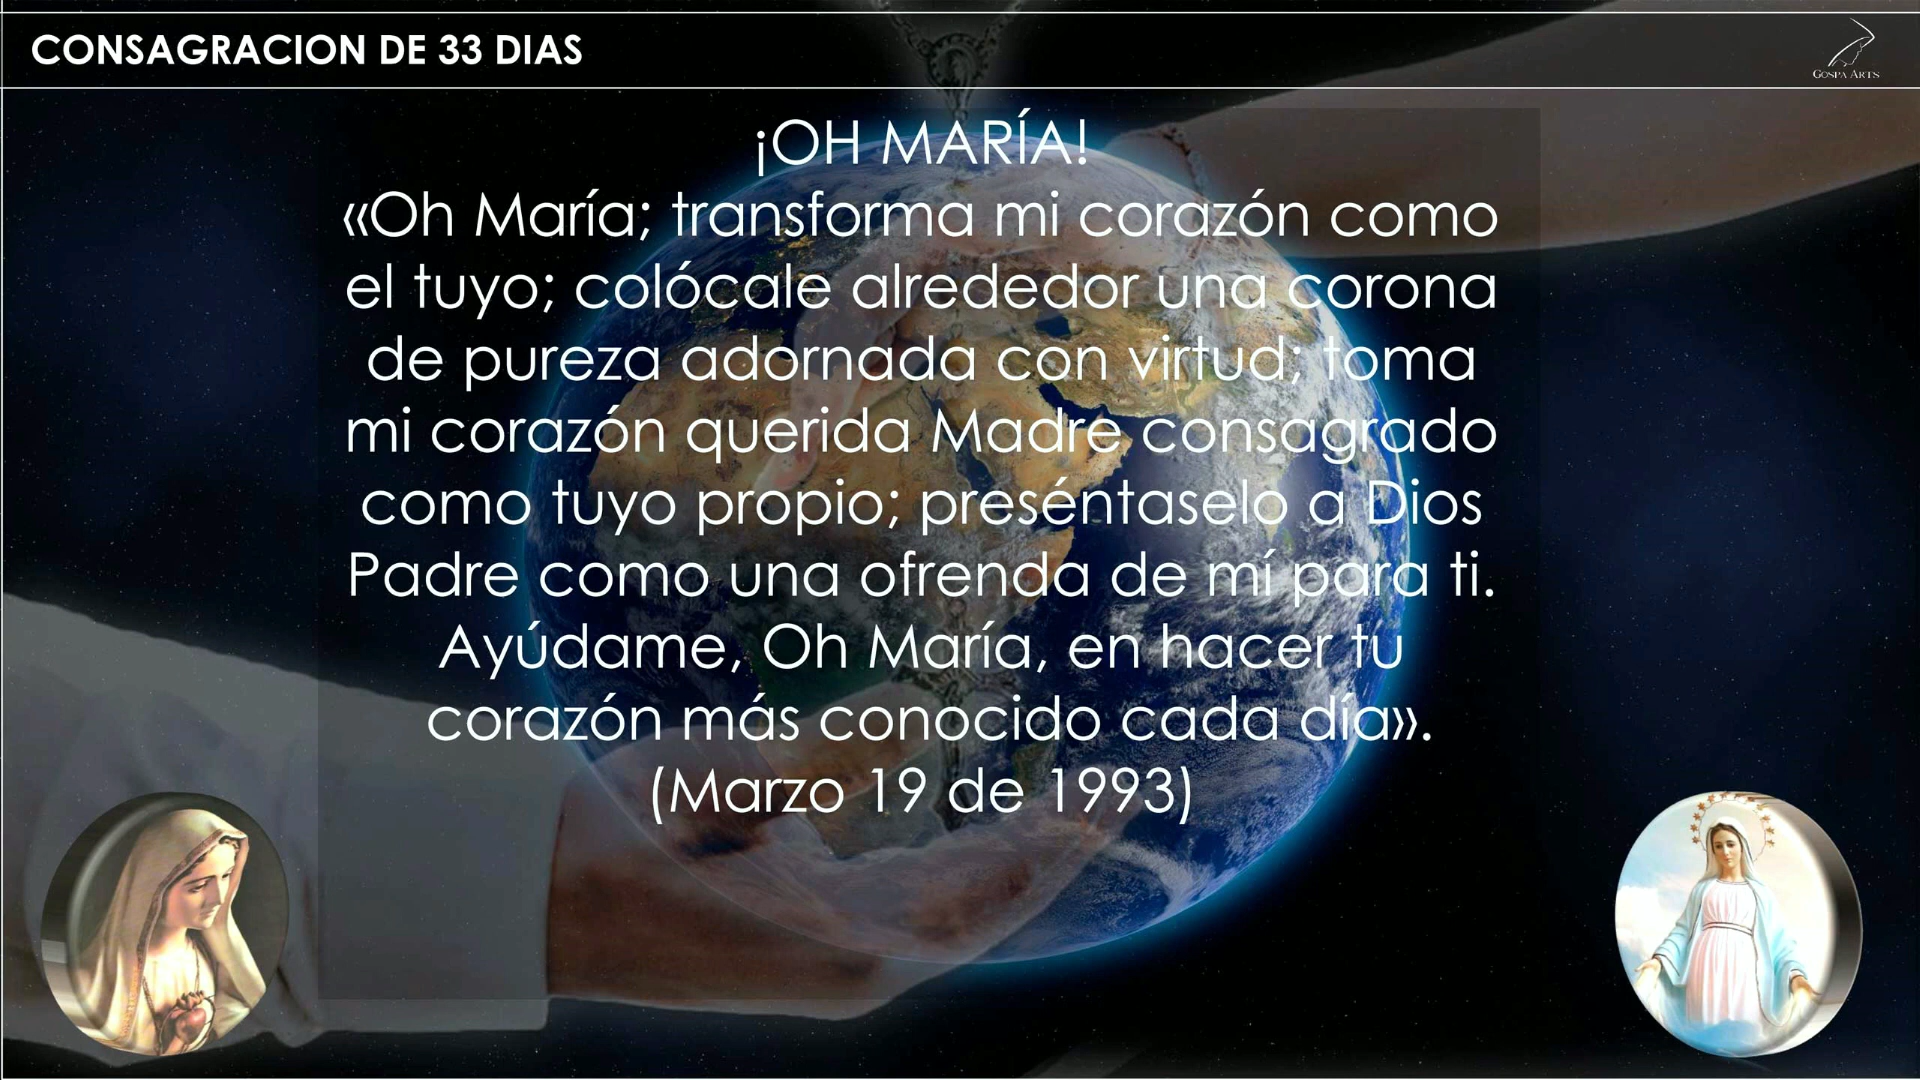 CONSAGRACION DE 33 DIAS
GOSPA ARTS
¡OH MARÍA!
«Oh María; transforma mi corazón como
el tuyo; colócale alrededor una corona
de pureza adornada con virtud; toma
mi corazón querida Madre consagrado
como tuyo propio; preséntaselo a Dios
Padre como una ofrenda de mí para ti.
Ayúdame, Oh María, en hacer tu
corazón más conocido cada día».
(Marzo 19 de 1993)